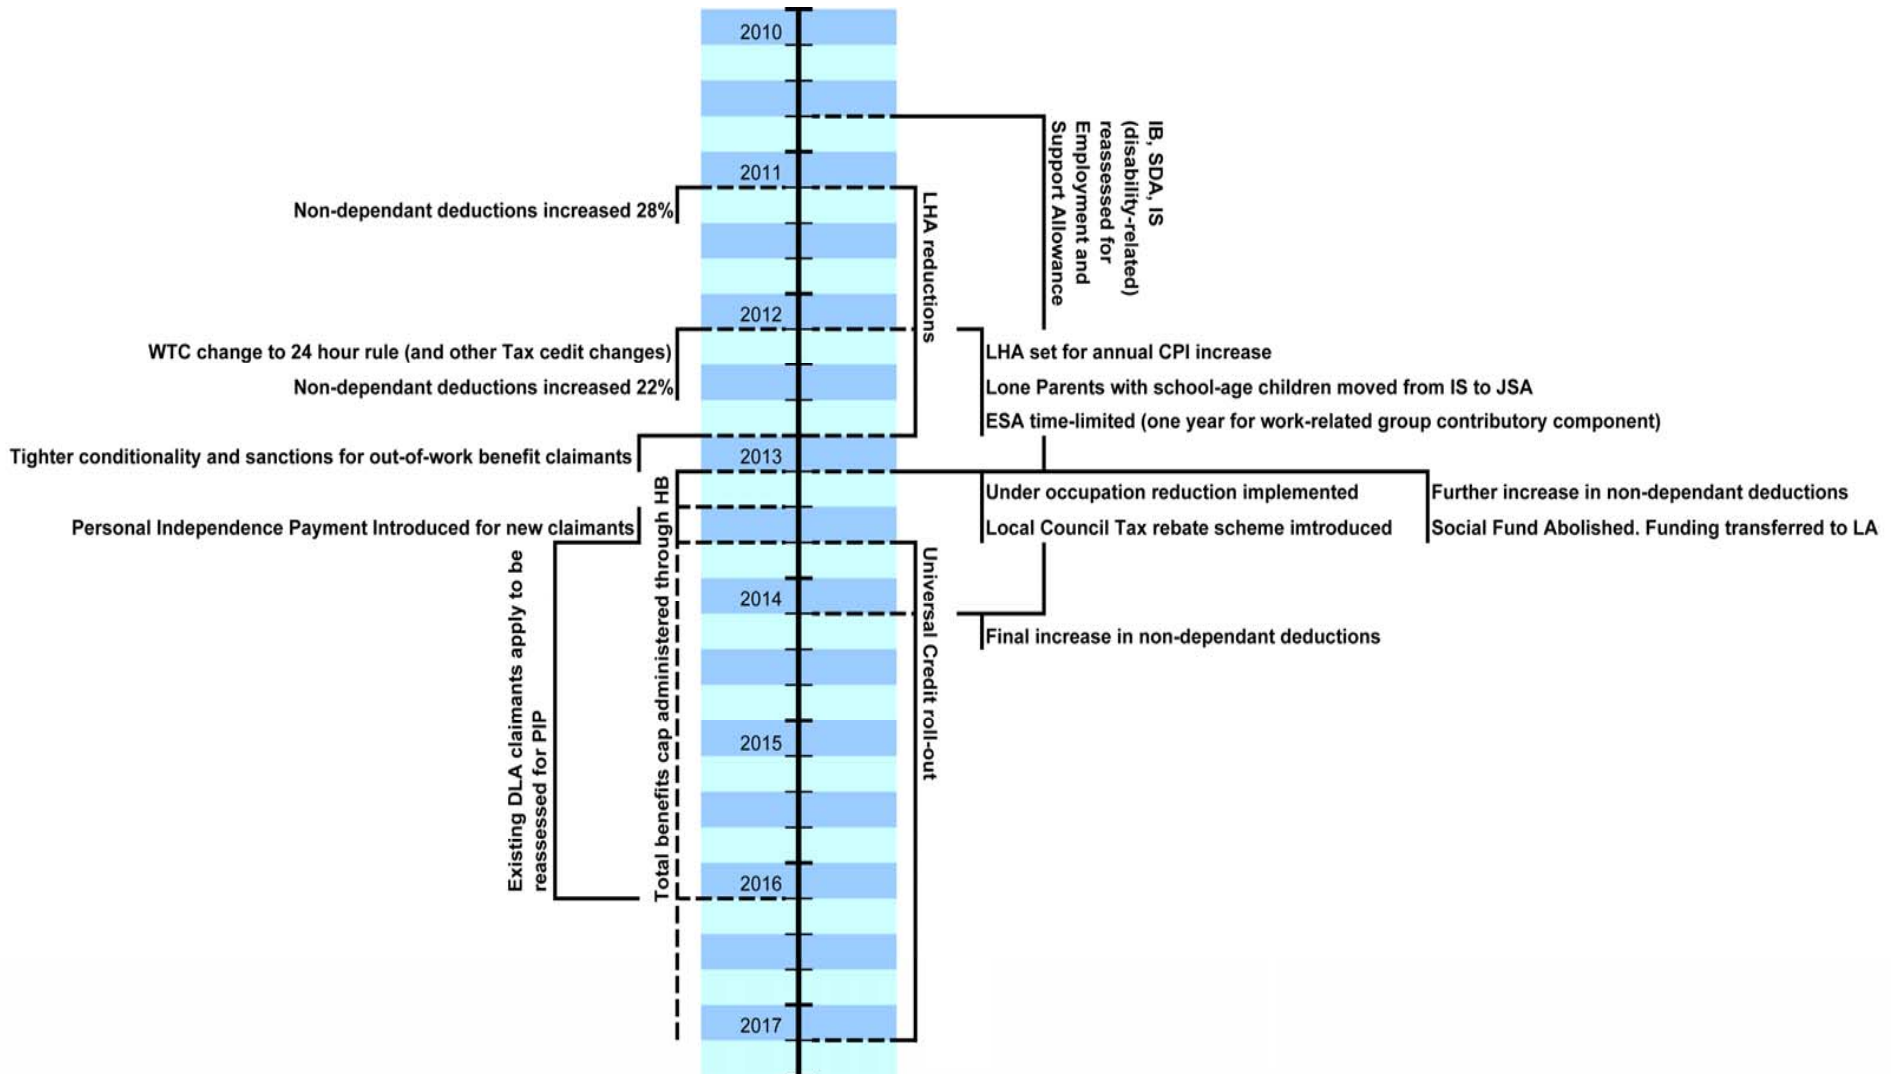 2010
IB, SDA, IS
(disability-related)
reassessed for
Employment and
Support Allowance
2011
LHA reductions
Non-dependant deductions increased 28%
2012
WTC change to 24 hour rule (and other Tax cedit changes)
LHA set for annual CPI increase
Non-dependant deductions increased 22%
Lone Parents with school-age children moved from IS to JSA
ESA time-limited (one year for work-related group contributory component)
Tighter conditionality and sanctions for out-of-work benefit claimants
2013
Total benefits cap administered through HB
Under occupation reduction implemented
Further increase in non-dependant deductions
Personal Independence Payment Introduced for new claimants
Local Council Tax rebate scheme imtroduced
Social Fund Abolished. Funding transferred to LA
Existing DLA claimants apply to be
reassessed for PIP
Universal Credit roll-out
2014
Final increase in non-dependant deductions
2015
2016
2017